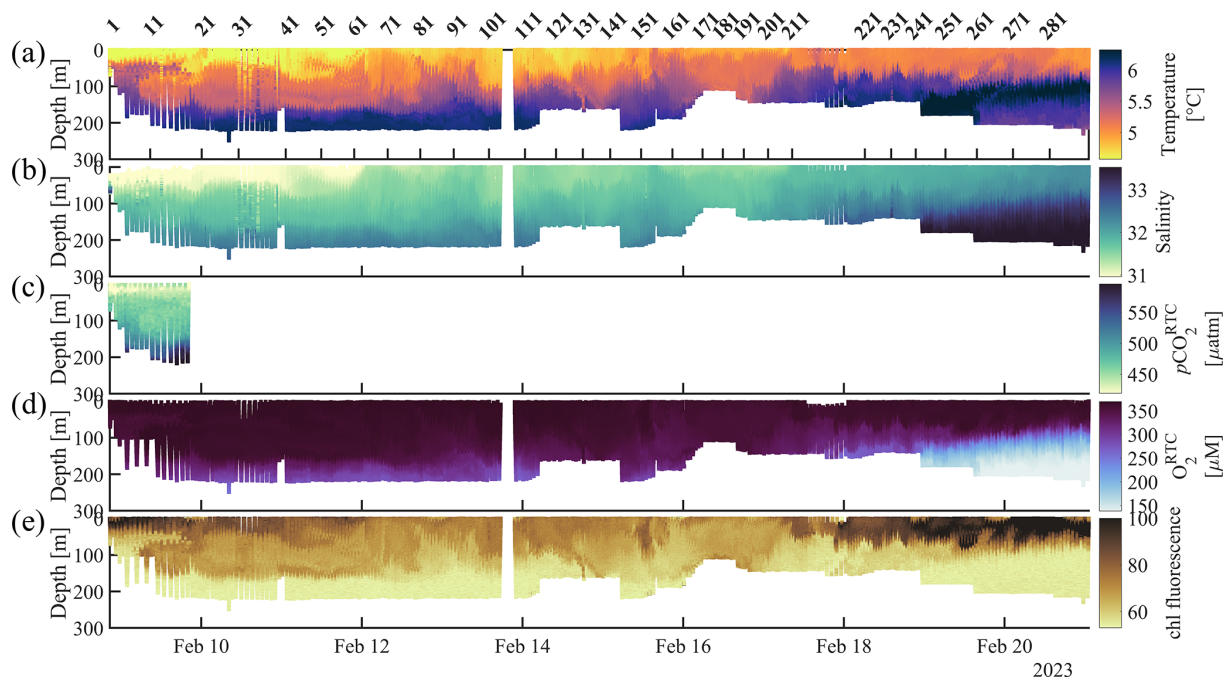 1 11 21 31 41 51 61 71 81 91 101 111 121 131 141 151 161 171 181 191 201 211 221 231 241 251 261 271 281
(a) Depth [m] 0 100 200 300 6 5.5 5 Temperature [°C]
(b) Depth [m] 0 100 200 300 33 32 31 Salinity
(c) Depth [m] 0 100 200 300 550 500 450 pCO₂ᴿᵀᶜ [μatm]
(d) Depth [m] 0 100 200 300 350 300 250 200 150 O₂ᴿᵀᶜ [μM]
(e) Depth [m] 0 100 200 300 100 80 60 chl fluorescence
Feb 10 Feb 12 Feb 14 Feb 16 Feb 18 Feb 20
2023